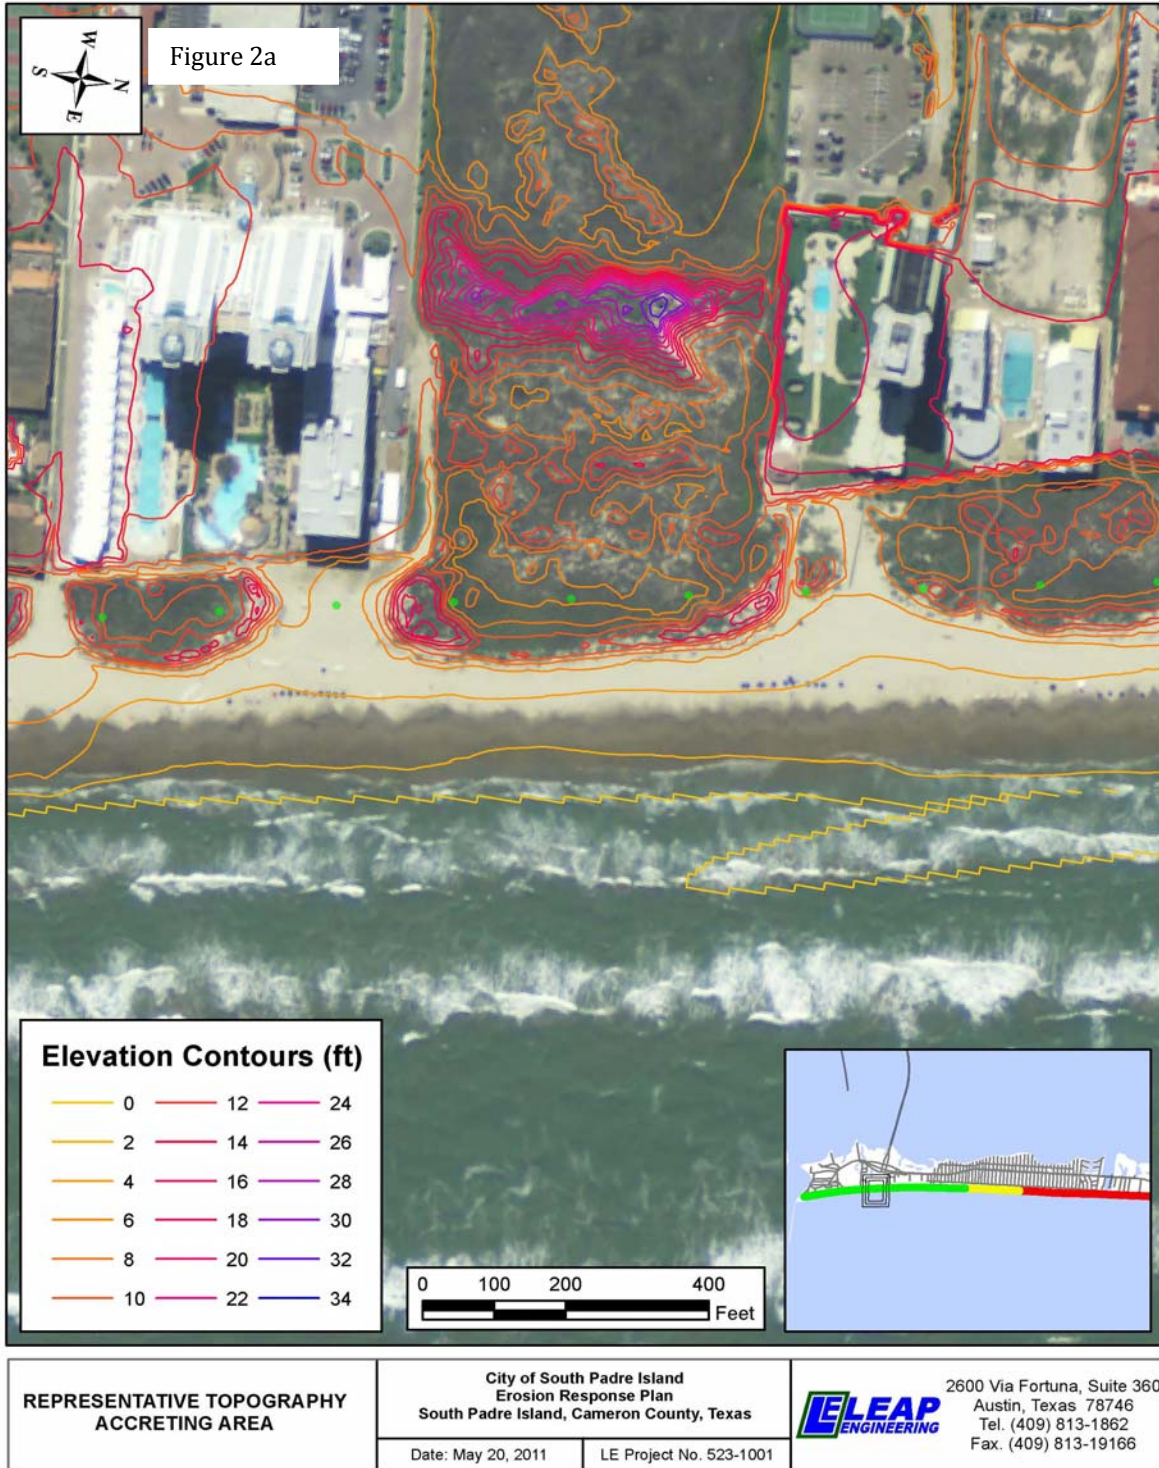 Figure 2a
W
N
S
E
Elevation Contours (ft)
0 12 24
2 14 26
4 16 28
6 18 30
8 20 32
10 22 34
0 100 200 400
Feet
REPRESENTATIVE TOPOGRAPHY
ACCRETING AREA
City of South Padre Island
Erosion Response Plan
South Padre Island, Cameron County, Texas
Date: May 20, 2011
LE Project No. 523-1001
LE LEAP
ENGINEERING
2600 Via Fortuna, Suite 360
Austin, Texas 78746
Tel. (409) 813-1862
Fax. (409) 813-19166